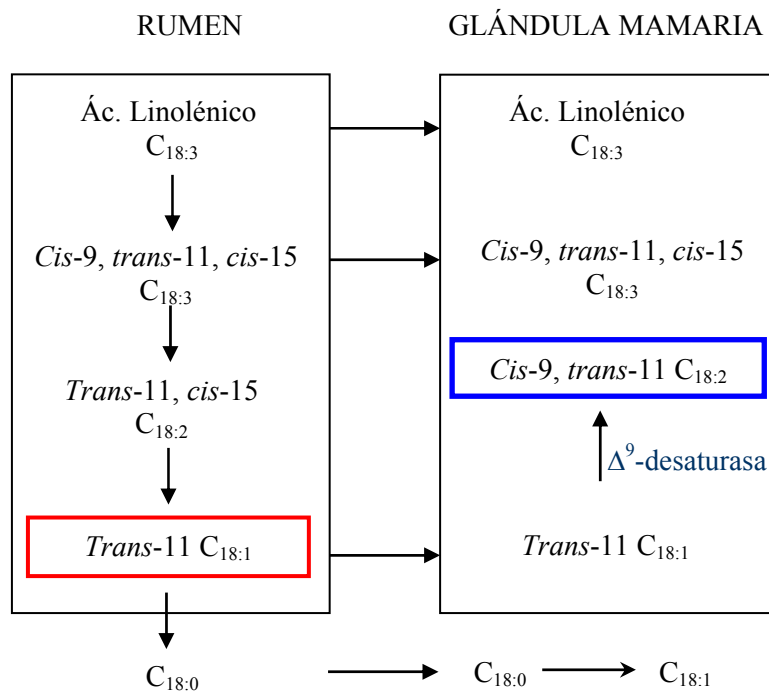 RUMEN
GLÁNDULA MAMARIA
Ác. Linolénico
C18:3
Cis-9, trans-11, cis-15
C18:3
Trans-11, cis-15
C18:2
Trans-11 C18:1
C18:0
Ác. Linolénico
C18:3
Cis-9, trans-11, cis-15
C18:3
Cis-9, trans-11 C18:2
Δ9-desaturasa
Trans-11 C18:1
C18:0
C18:1